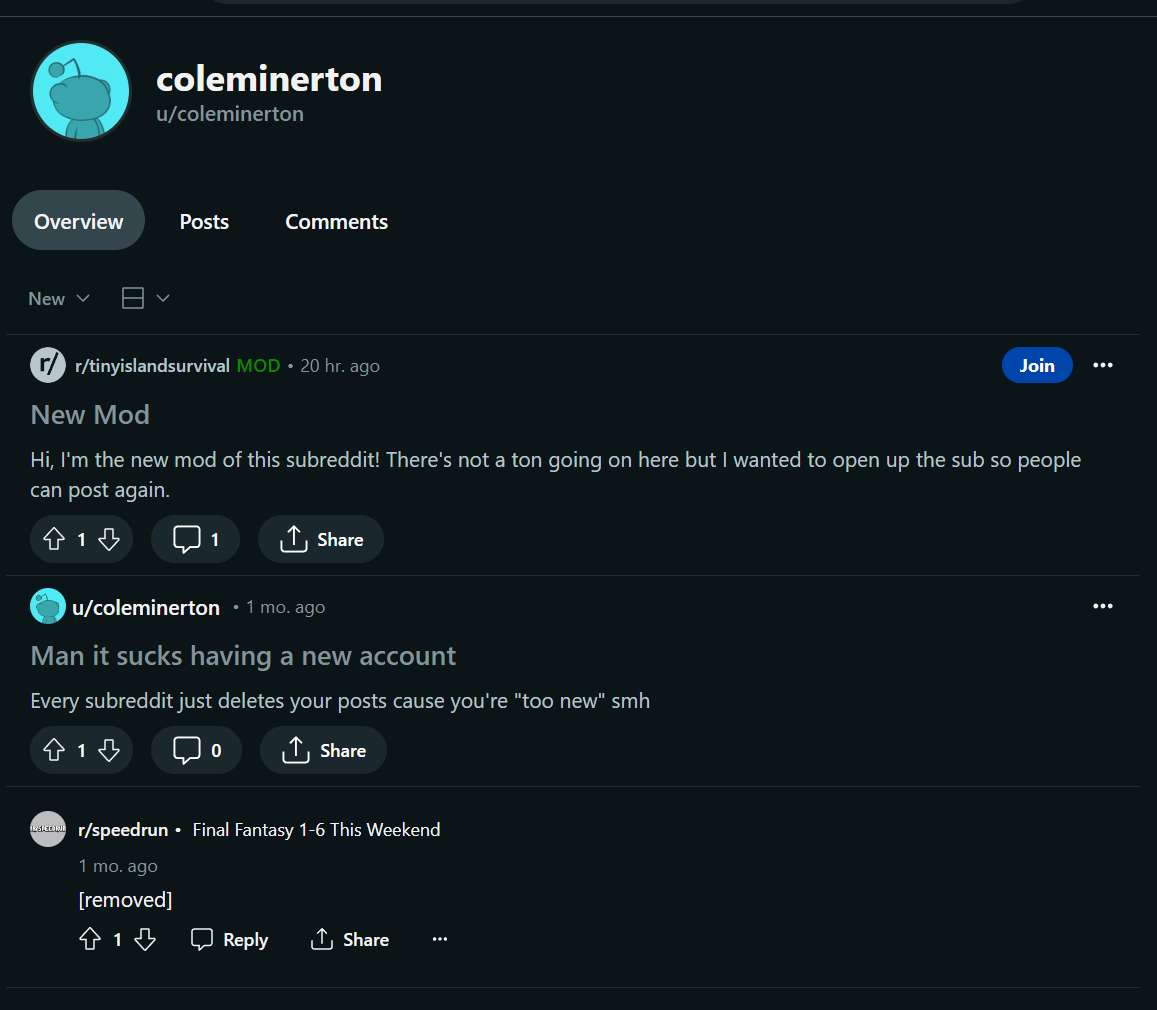 coleminerton
u/coleminerton
Overview Posts Comments
New
r/ r/tinyislandsurvival MOD • 20 hr. ago Join
New Mod
Hi, I'm the new mod of this subreddit! There's not a ton going on here but I wanted to open up the sub so people
can post again.
1 1 Share
u/coleminerton • 1 mo. ago
Man it sucks having a new account
Every subreddit just deletes your posts cause you're "too new" smh
1 0 Share
r/speedrun • Final Fantasy 1-6 This Weekend
1 mo. ago
[removed]
1 Reply Share